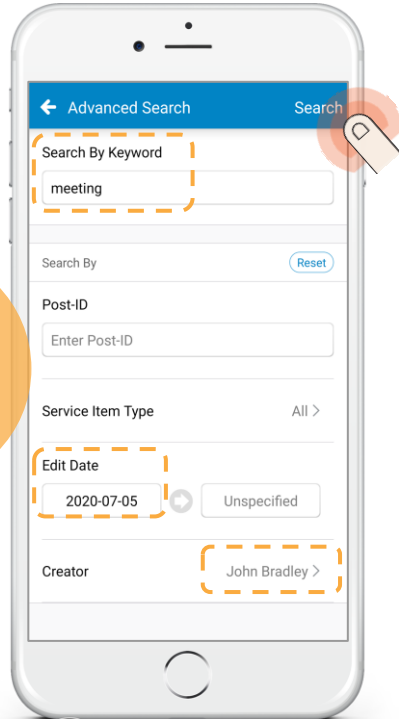 Advanced Search Search
Search By Keyword
meeting
Search By Reset
Post-ID
Enter Post-ID
Service Item Type All
Edit Date
2020-07-05 Unspecified
Creator John Bradley